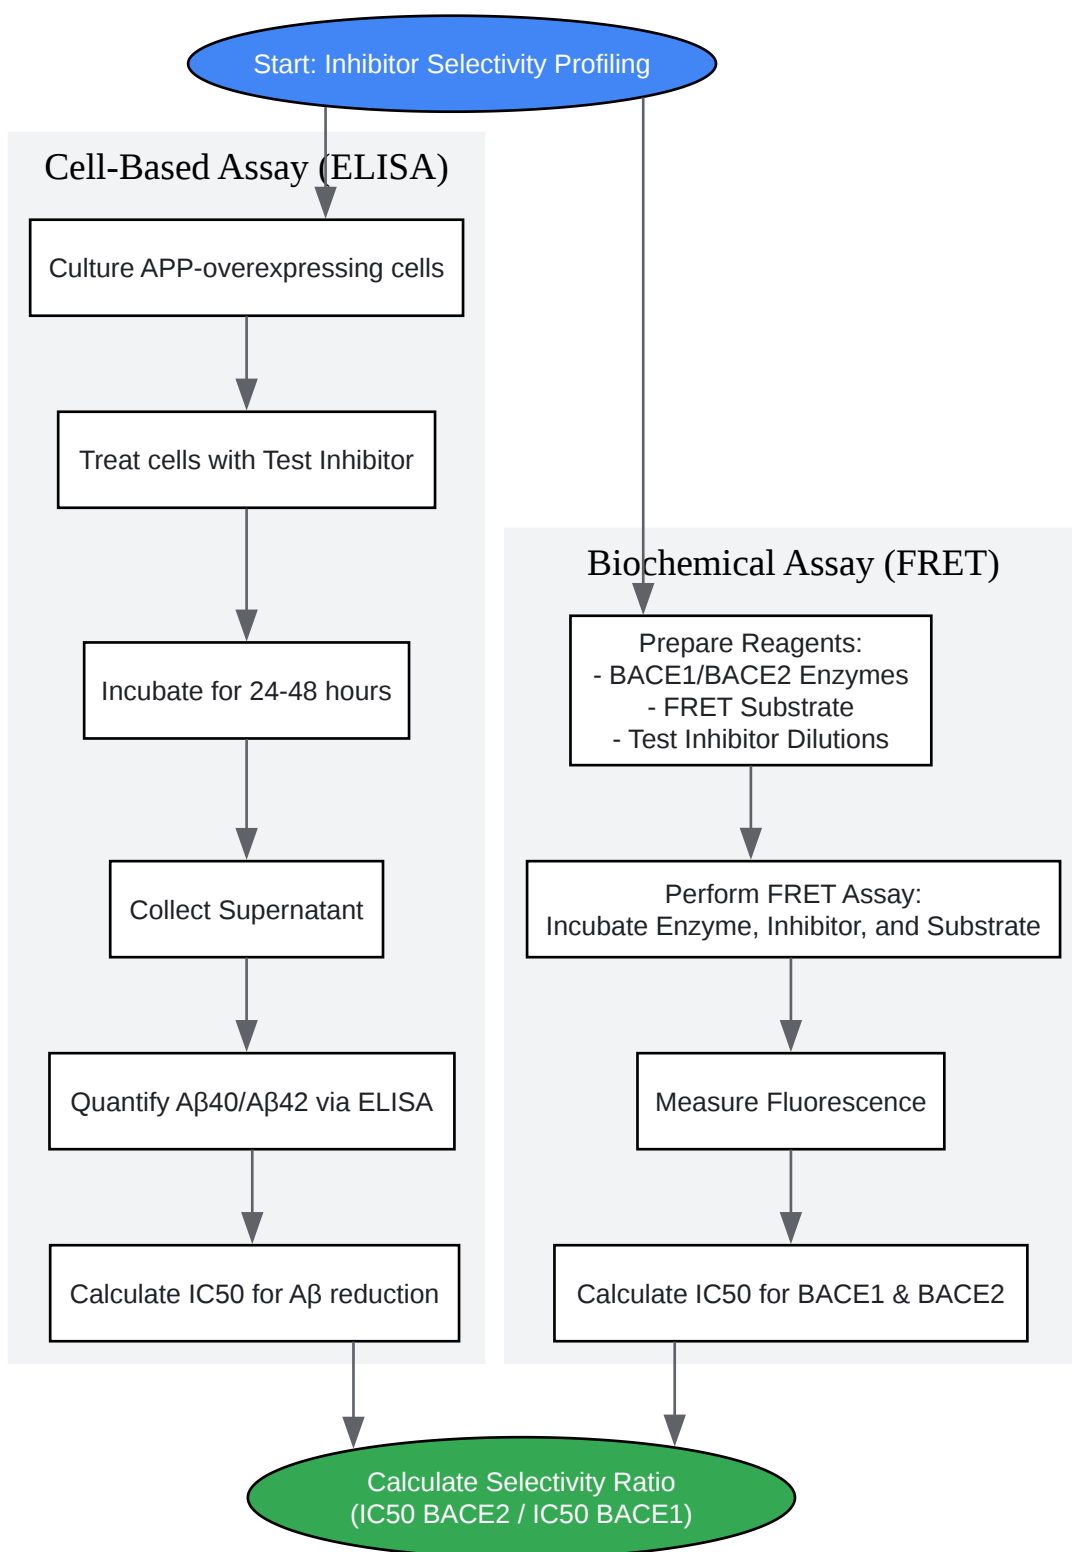 Start: Inhibitor Selectivity Profiling
Cell-Based Assay (ELISA)
Culture APP-overexpressing cells
Treat cells with Test Inhibitor
Incubate for 24-48 hours
Collect Supernatant
Quantify Aβ40/Aβ42 via ELISA
Calculate IC50 for Aβ reduction
Biochemical Assay (FRET)
Prepare Reagents:
- BACE1/BACE2 Enzymes
- FRET Substrate
- Test Inhibitor Dilutions
Perform FRET Assay:
Incubate Enzyme, Inhibitor, and Substrate
Measure Fluorescence
Calculate IC50 for BACE1 & BACE2
Calculate Selectivity Ratio
(IC50 BACE2 / IC50 BACE1)